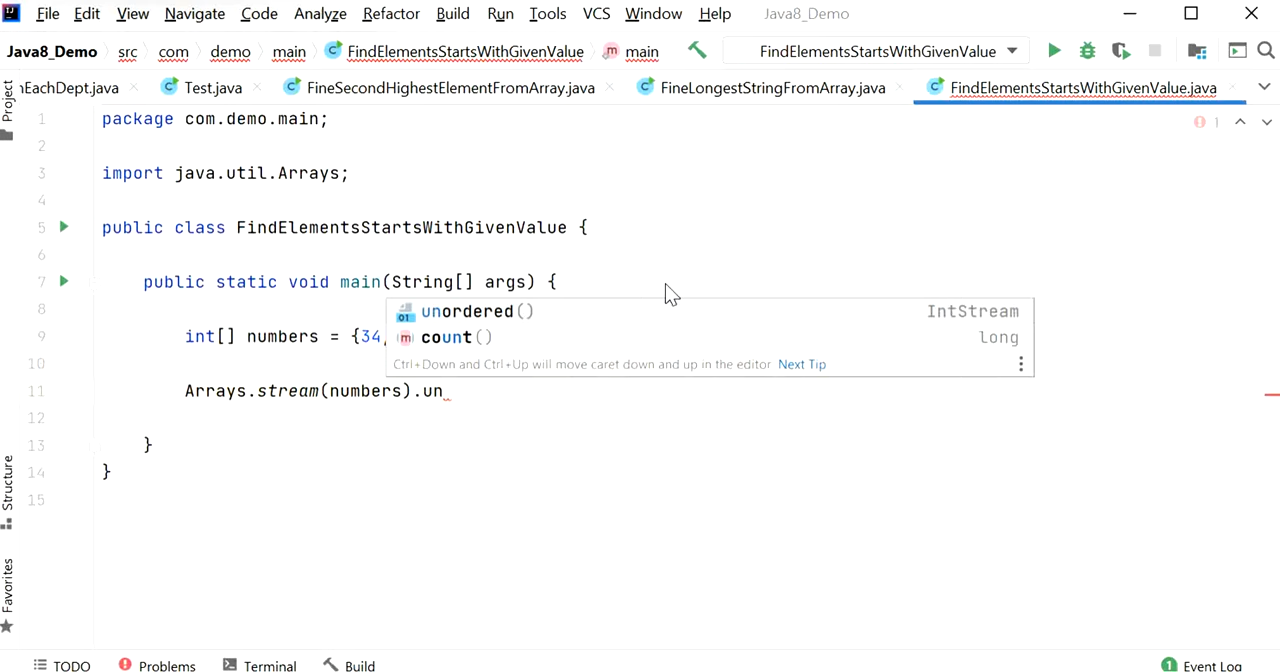 File Edit View Navigate Code Analyze Refactor Build Run Tools VCS Window Help Java8_Demo
Java8_Demo src com demo main FindElementsStartsWithGivenValue main FindElementsStartsWithGivenValue
nEachDept.java Test.java FineSecondHighestElementFromArray.java FineLongestStringFromArray.java FindElementsStartsWithGivenValue.java
Project
1 package com.demo.main;
1
2
3 import java.util.Arrays;
4
5 public class FindElementsStartsWithGivenValue {
6
7 public static void main(String[] args) {
8
unordered() IntStream
9 int[] numbers = {34,
count() long
10
Ctrl+Down and Ctrl+Up will move caret down and up in the editor Next Tip
11 Arrays.stream(numbers).un
12
13 }
14 }
15
Structure
Favorites
TODO Problems Terminal Build 1 Event Log